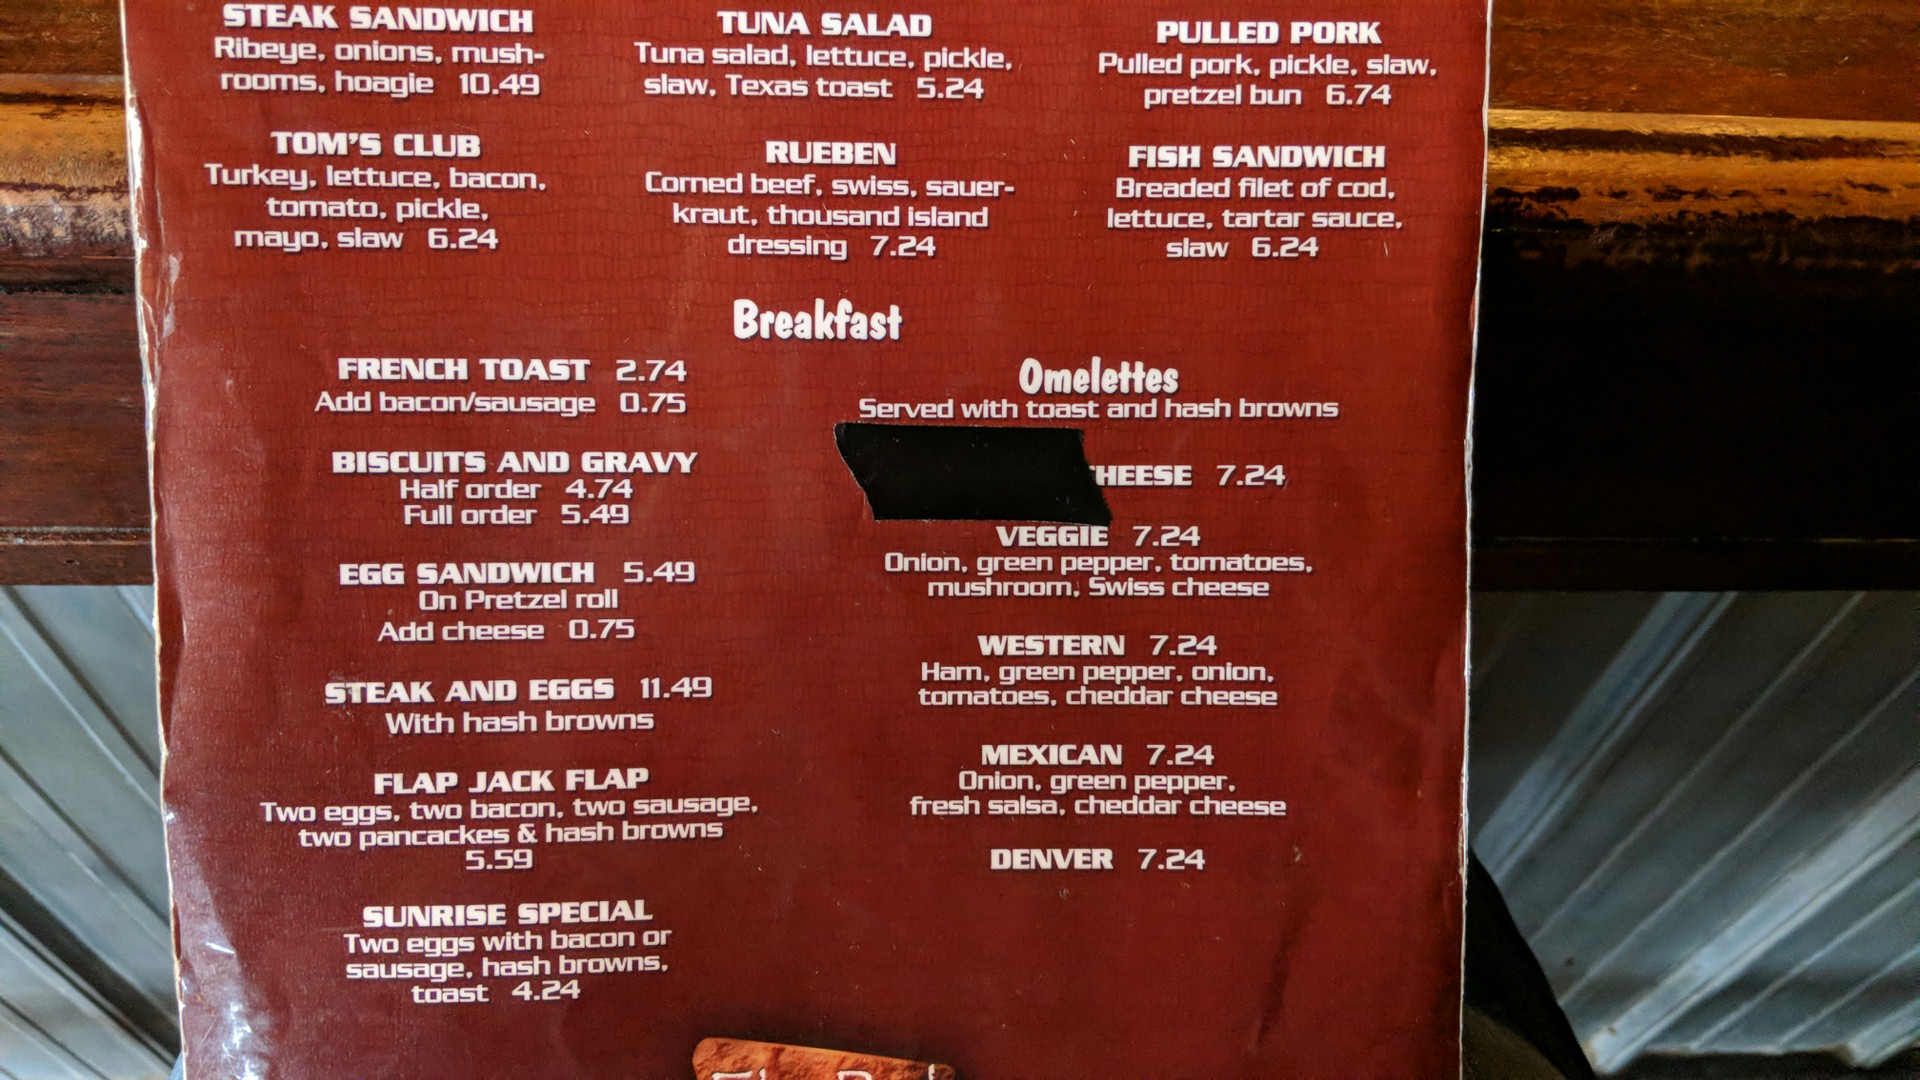 STEAK SANDWICH
Ribeye, onions, mush-
rooms, hoagie 10.49
TUNA SALAD
Tuna salad, lettuce, pickle,
slaw, Texas toast 5.24
PULLED PORK
Pulled pork, pickle, slaw,
pretzel bun 6.74
TOM'S CLUB
Turkey, lettuce, bacon,
tomato, pickle,
mayo, slaw 6.24
RUEBEN
Corned beef, swiss, sauer-
kraut, thousand island
dressing 7.24
FISH SANDWICH
Breaded filet of cod,
lettuce, tartar sauce,
slaw 6.24
Breakfast
FRENCH TOAST 2.74
Add bacon/sausage 0.75
BISCUITS AND GRAVY
Half order 4.74
Full order 5.49
EGG SANDWICH 5.49
On Pretzel roll
Add cheese 0.75
STEAK AND EGGS 11.49
With hash browns
FLAP JACK FLAP
Two eggs, two bacon, two sausage,
two pancackes & hash browns
5.59
SUNRISE SPECIAL
Two eggs with bacon or
sausage, hash browns,
toast 4.24
Omelettes
Served with toast and hash browns
HEESE 7.24
VEGGIE 7.24
Onion, green pepper, tomatoes,
mushroom, Swiss cheese
WESTERN 7.24
Ham, green pepper, onion,
tomatoes, cheddar cheese
MEXICAN 7.24
Onion, green pepper,
fresh salsa, cheddar cheese
DENVER 7.24